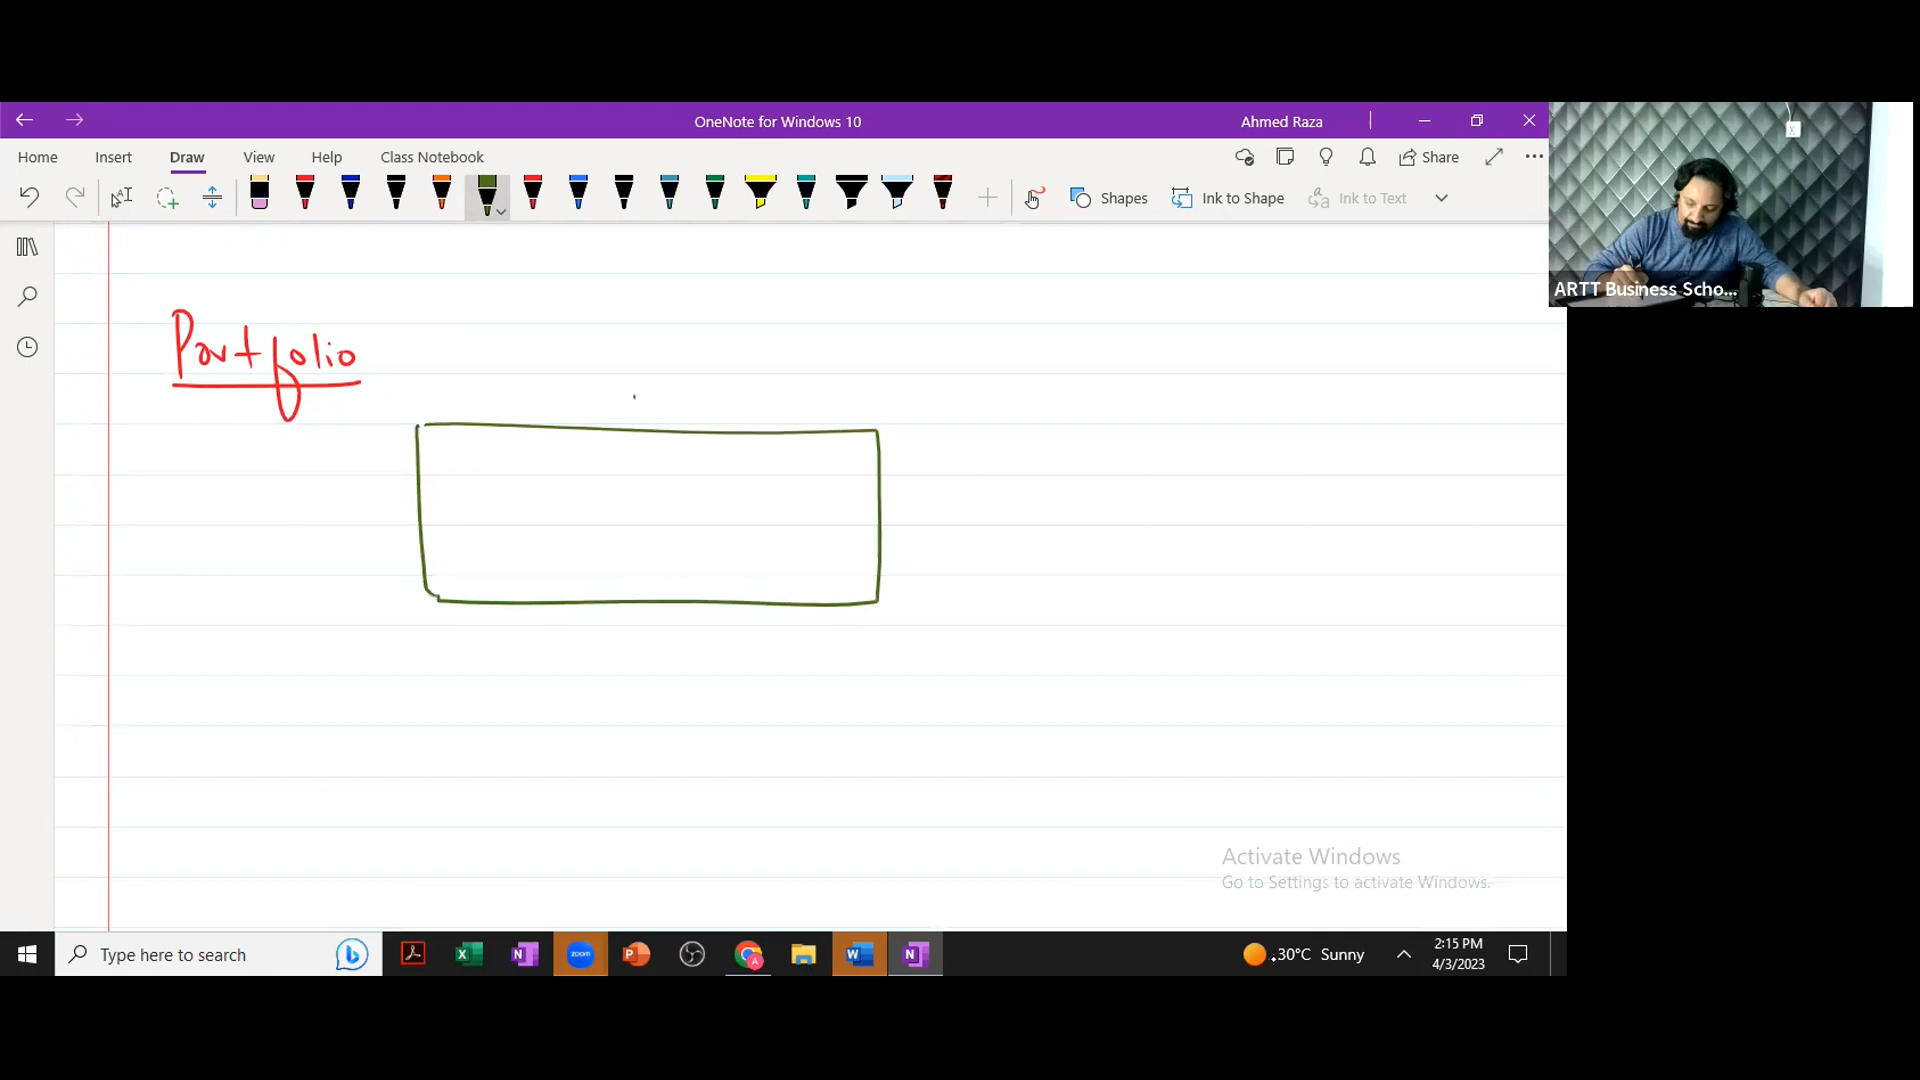 OneNote for Windows 10
Ahmed Raza
Home Insert Draw View Help Class Notebook
Share
Shapes Ink to Shape Ink to Text
ARTT Business Scho...
Portfolio
Activate Windows
Go to Settings to activate Windows.
Type here to search
zoom
30°C Sunny
2:15 PM
4/3/2023